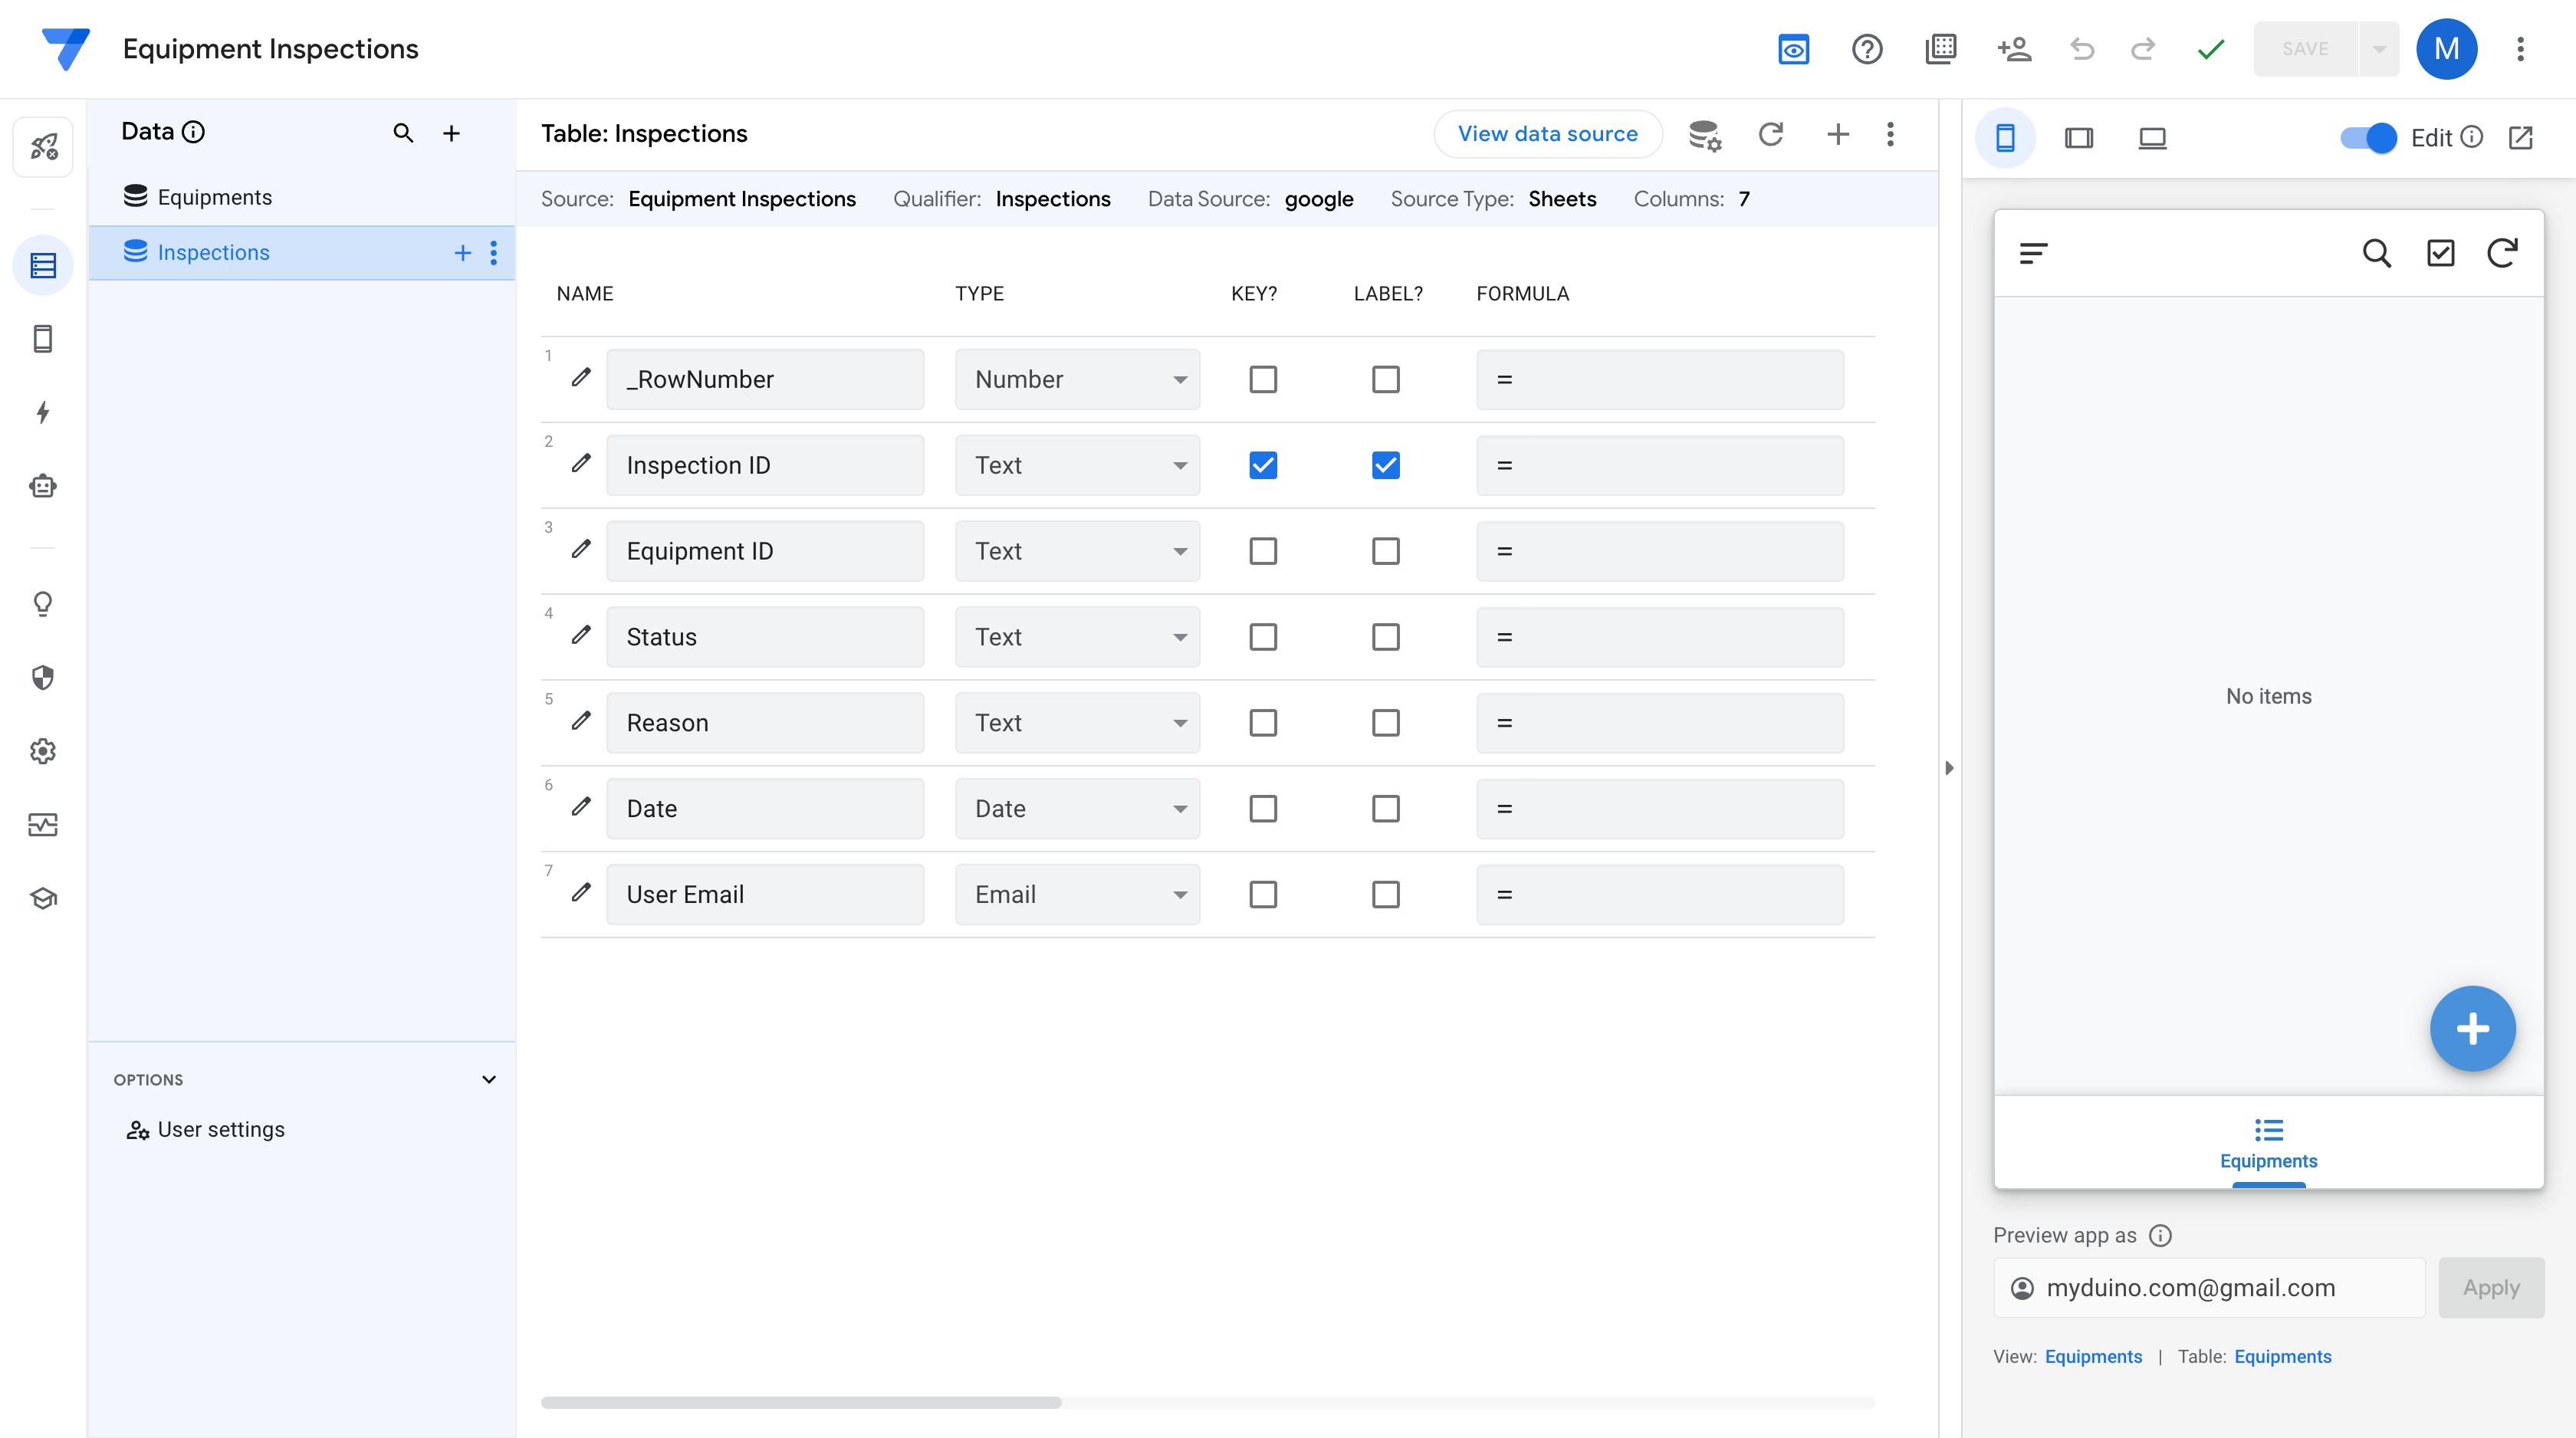 Equipment Inspections
SAVE
M
Data
Equipments
Inspections
OPTIONS
User settings
Table: Inspections
View data source
Source: Equipment Inspections Qualifier: Inspections Data Source: google Source Type: Sheets Columns: 7
NAME TYPE KEY? LABEL? FORMULA
1 _RowNumber Number =
2 Inspection ID Text =
3 Equipment ID Text =
4 Status Text =
5 Reason Text =
6 Date Date =
7 User Email Email =
Edit
No items
Equipments
Preview app as
myduino.com@gmail.com Apply
View: Equipments | Table: Equipments